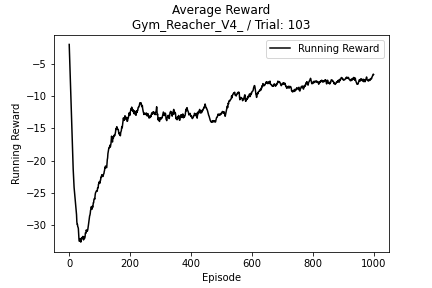 Average Reward
Gym_Reacher_V4_ / Trial: 103
Running Reward
−5
−10
−15
−20
−25
−30
Running Reward
0
200
400
600
800
1000
Episode